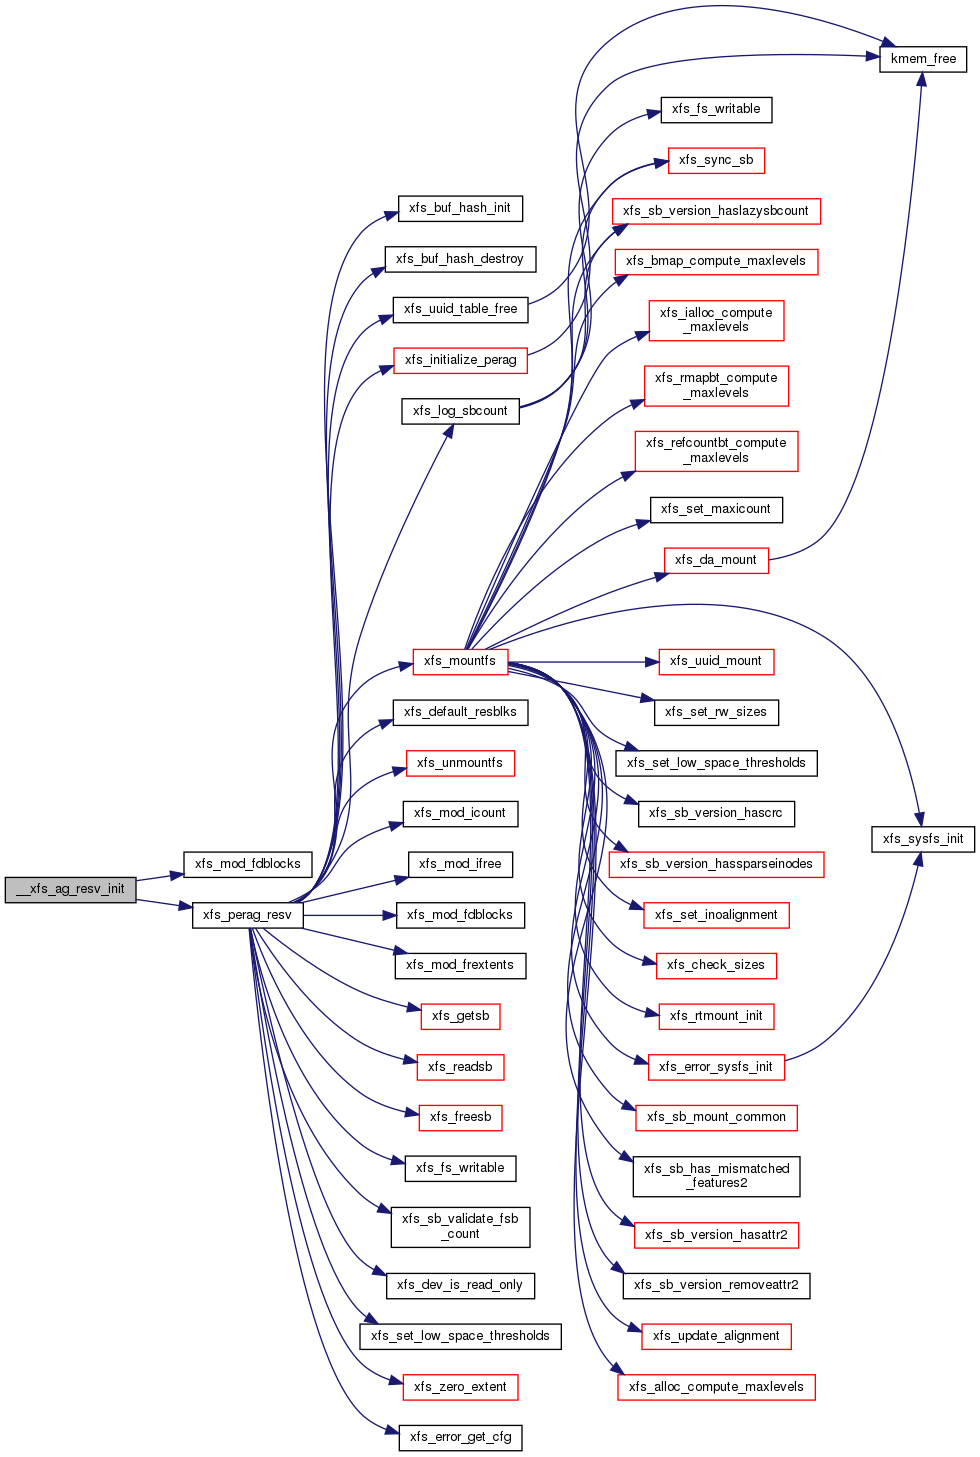 __xfs_ag_resv_init
xfs_mod_fdblocks
xfs_perag_resv
xfs_buf_hash_init
xfs_buf_hash_destroy
xfs_uuid_table_free
xfs_initialize_perag
xfs_log_sbcount
xfs_mountfs
xfs_default_resblks
xfs_unmountfs
xfs_mod_icount
xfs_mod_ifree
xfs_mod_fdblocks
xfs_mod_frextents
xfs_getsb
xfs_readsb
xfs_freesb
xfs_fs_writable
xfs_sb_validate_fsb
_count
xfs_dev_is_read_only
xfs_set_low_space_thresholds
xfs_zero_extent
xfs_error_get_cfg
xfs_fs_writable
xfs_sync_sb
xfs_sb_version_haslazysbcount
xfs_bmap_compute_maxlevels
xfs_ialloc_compute
_maxlevels
xfs_rmapbt_compute
_maxlevels
xfs_refcountbt_compute
_maxlevels
xfs_set_maxicount
xfs_da_mount
xfs_uuid_mount
xfs_set_rw_sizes
xfs_set_low_space_thresholds
xfs_sb_version_hascrc
xfs_sb_version_hassparseinodes
xfs_set_inoalignment
xfs_check_sizes
xfs_rtmount_init
xfs_error_sysfs_init
xfs_sb_mount_common
xfs_sb_has_mismatched
_features2
xfs_sb_version_hasattr2
xfs_sb_version_removeattr2
xfs_update_alignment
xfs_alloc_compute_maxlevels
kmem_free
xfs_sysfs_init